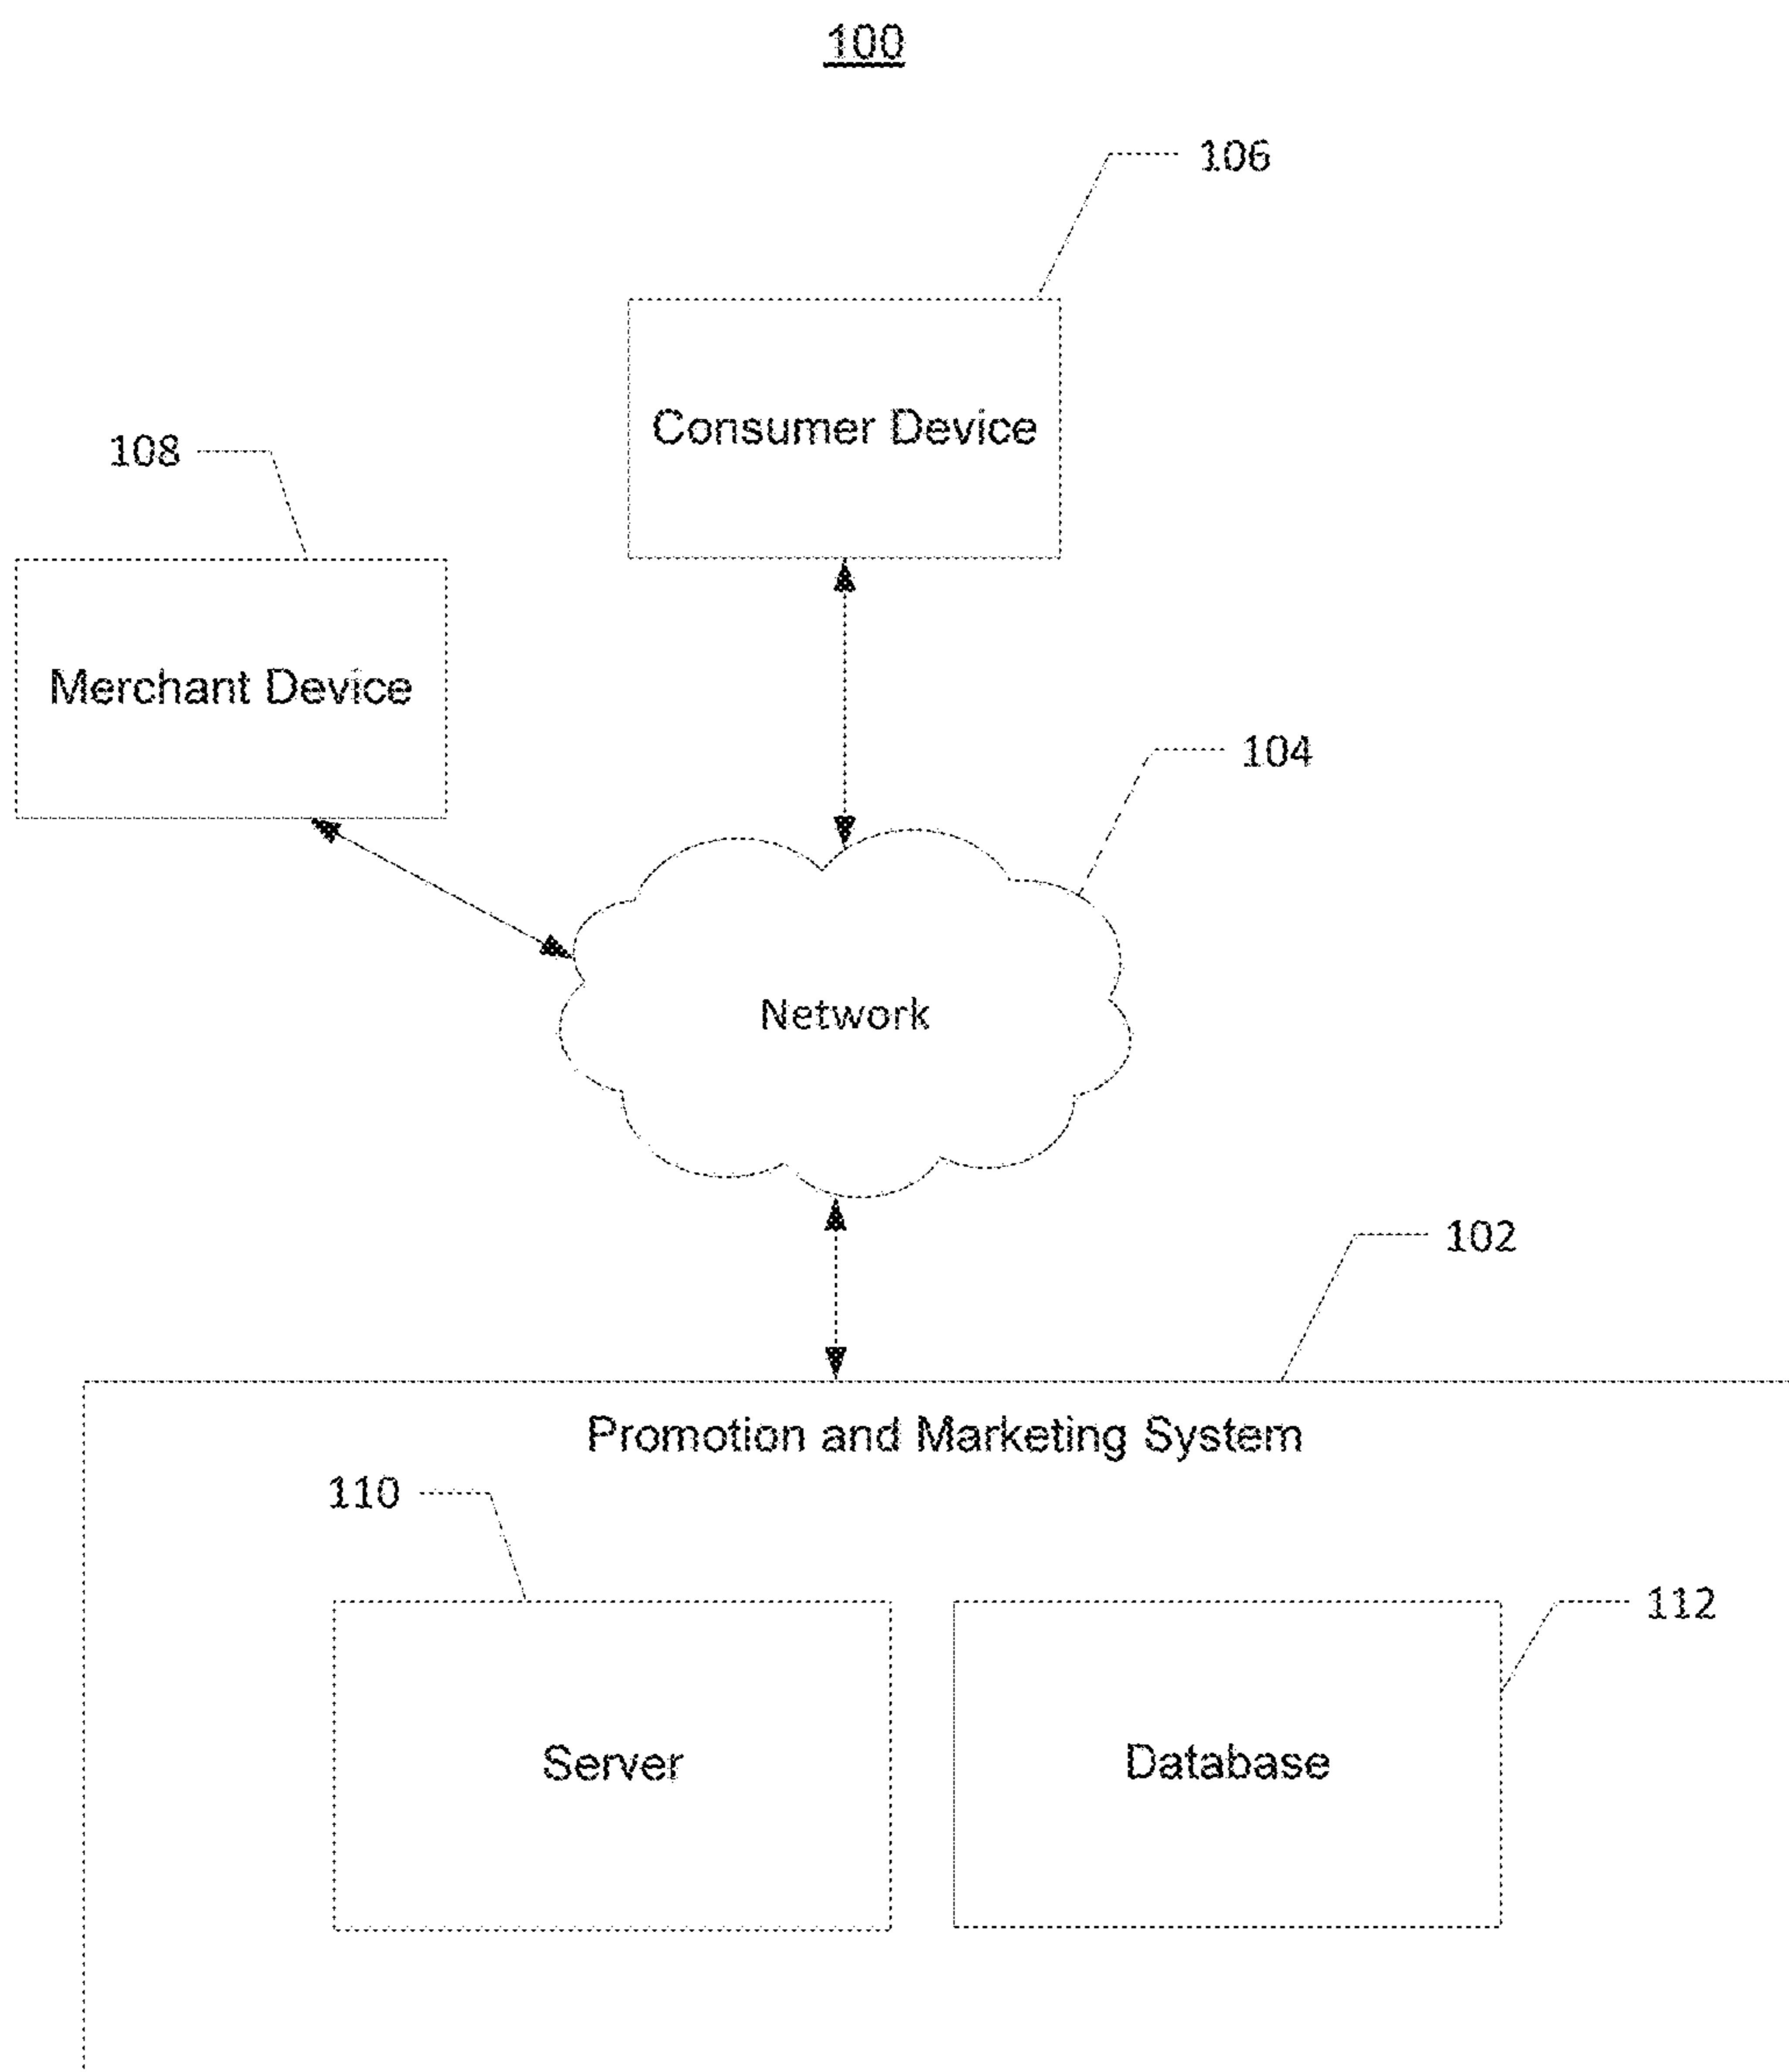 100
106
Consumer Device
108
Merchant Device
104
Network
102
Promotion and Marketing System
110
112
Server
Database